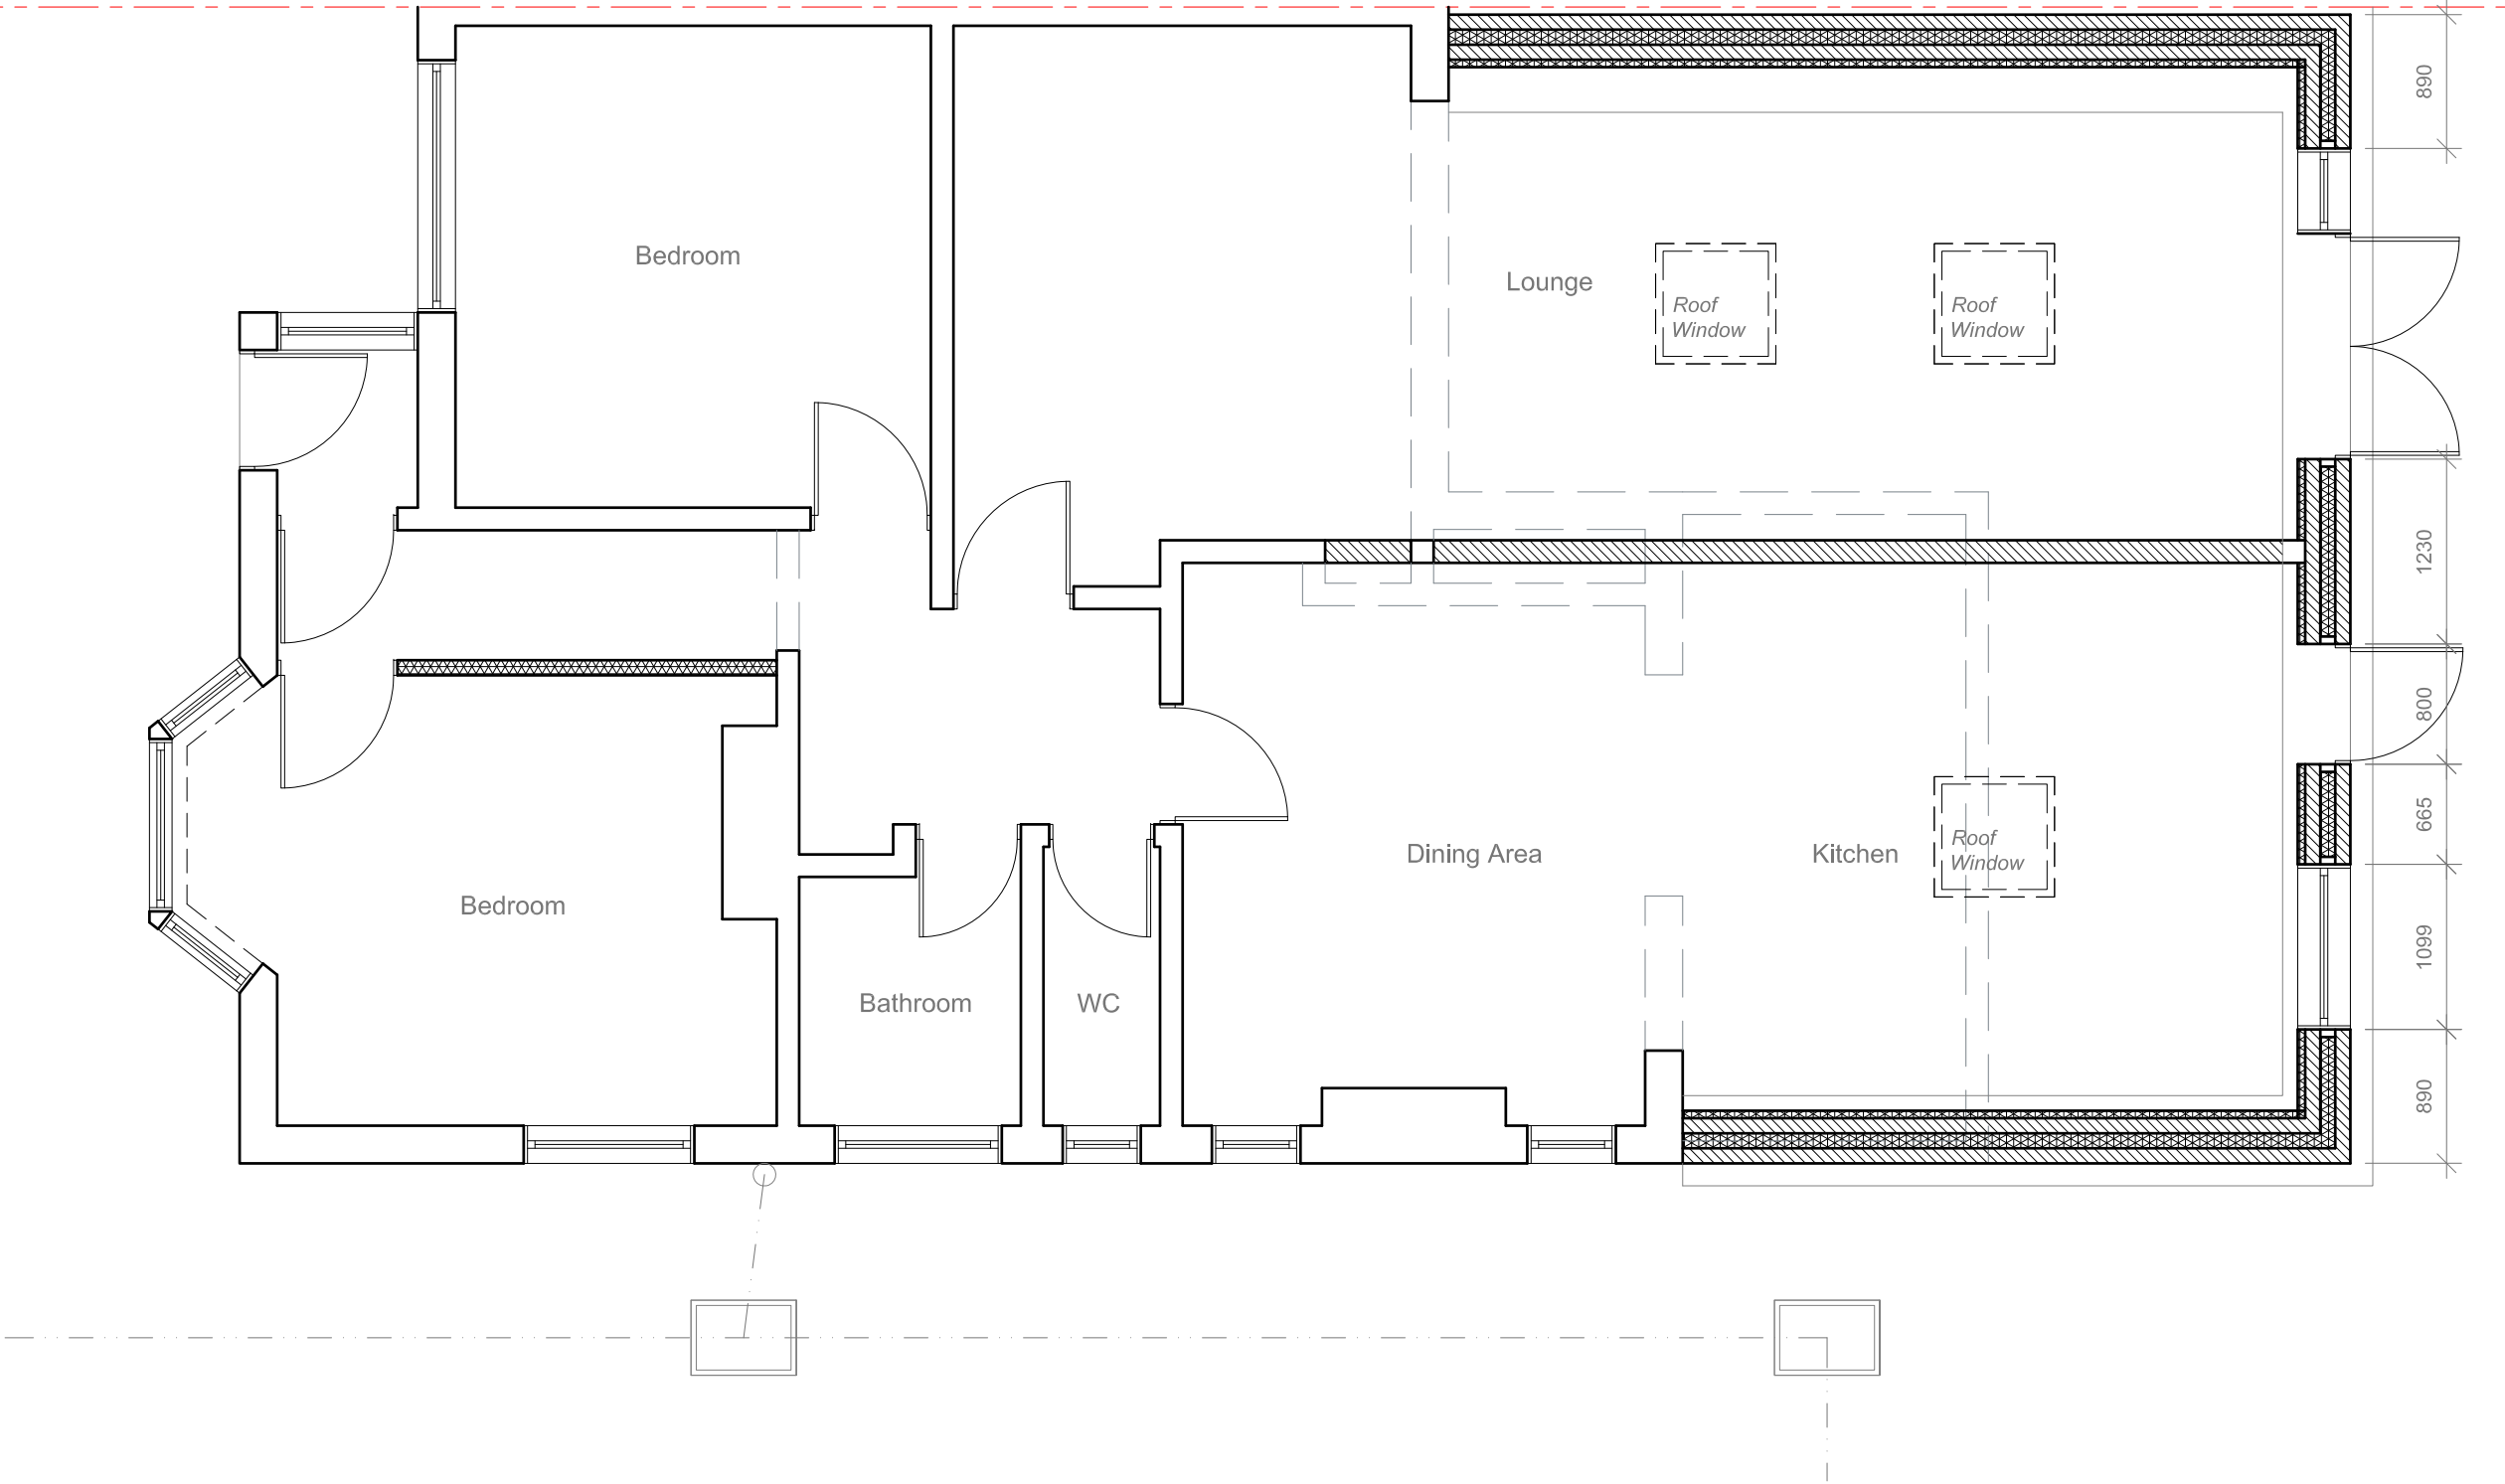 890
Bedroom
Lounge
Roof
Window
Roof
Window
1230
800
665
Dining Area
Kitchen
Roof
Window
Bedroom
1099
Bathroom
WC
890